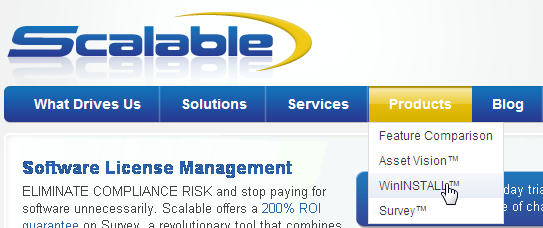 Scalable
What Drives Us Solutions Services Products Blog
Feature Comparison
Asset Vision™
WinINSTALL™
Survey™
Software License Management
ELIMINATE COMPLIANCE RISK and stop paying for
software unnecessarily. Scalable offers a 200% ROI
guarantee on Survey, a revolutionary tool that combines
day tria
e of cha